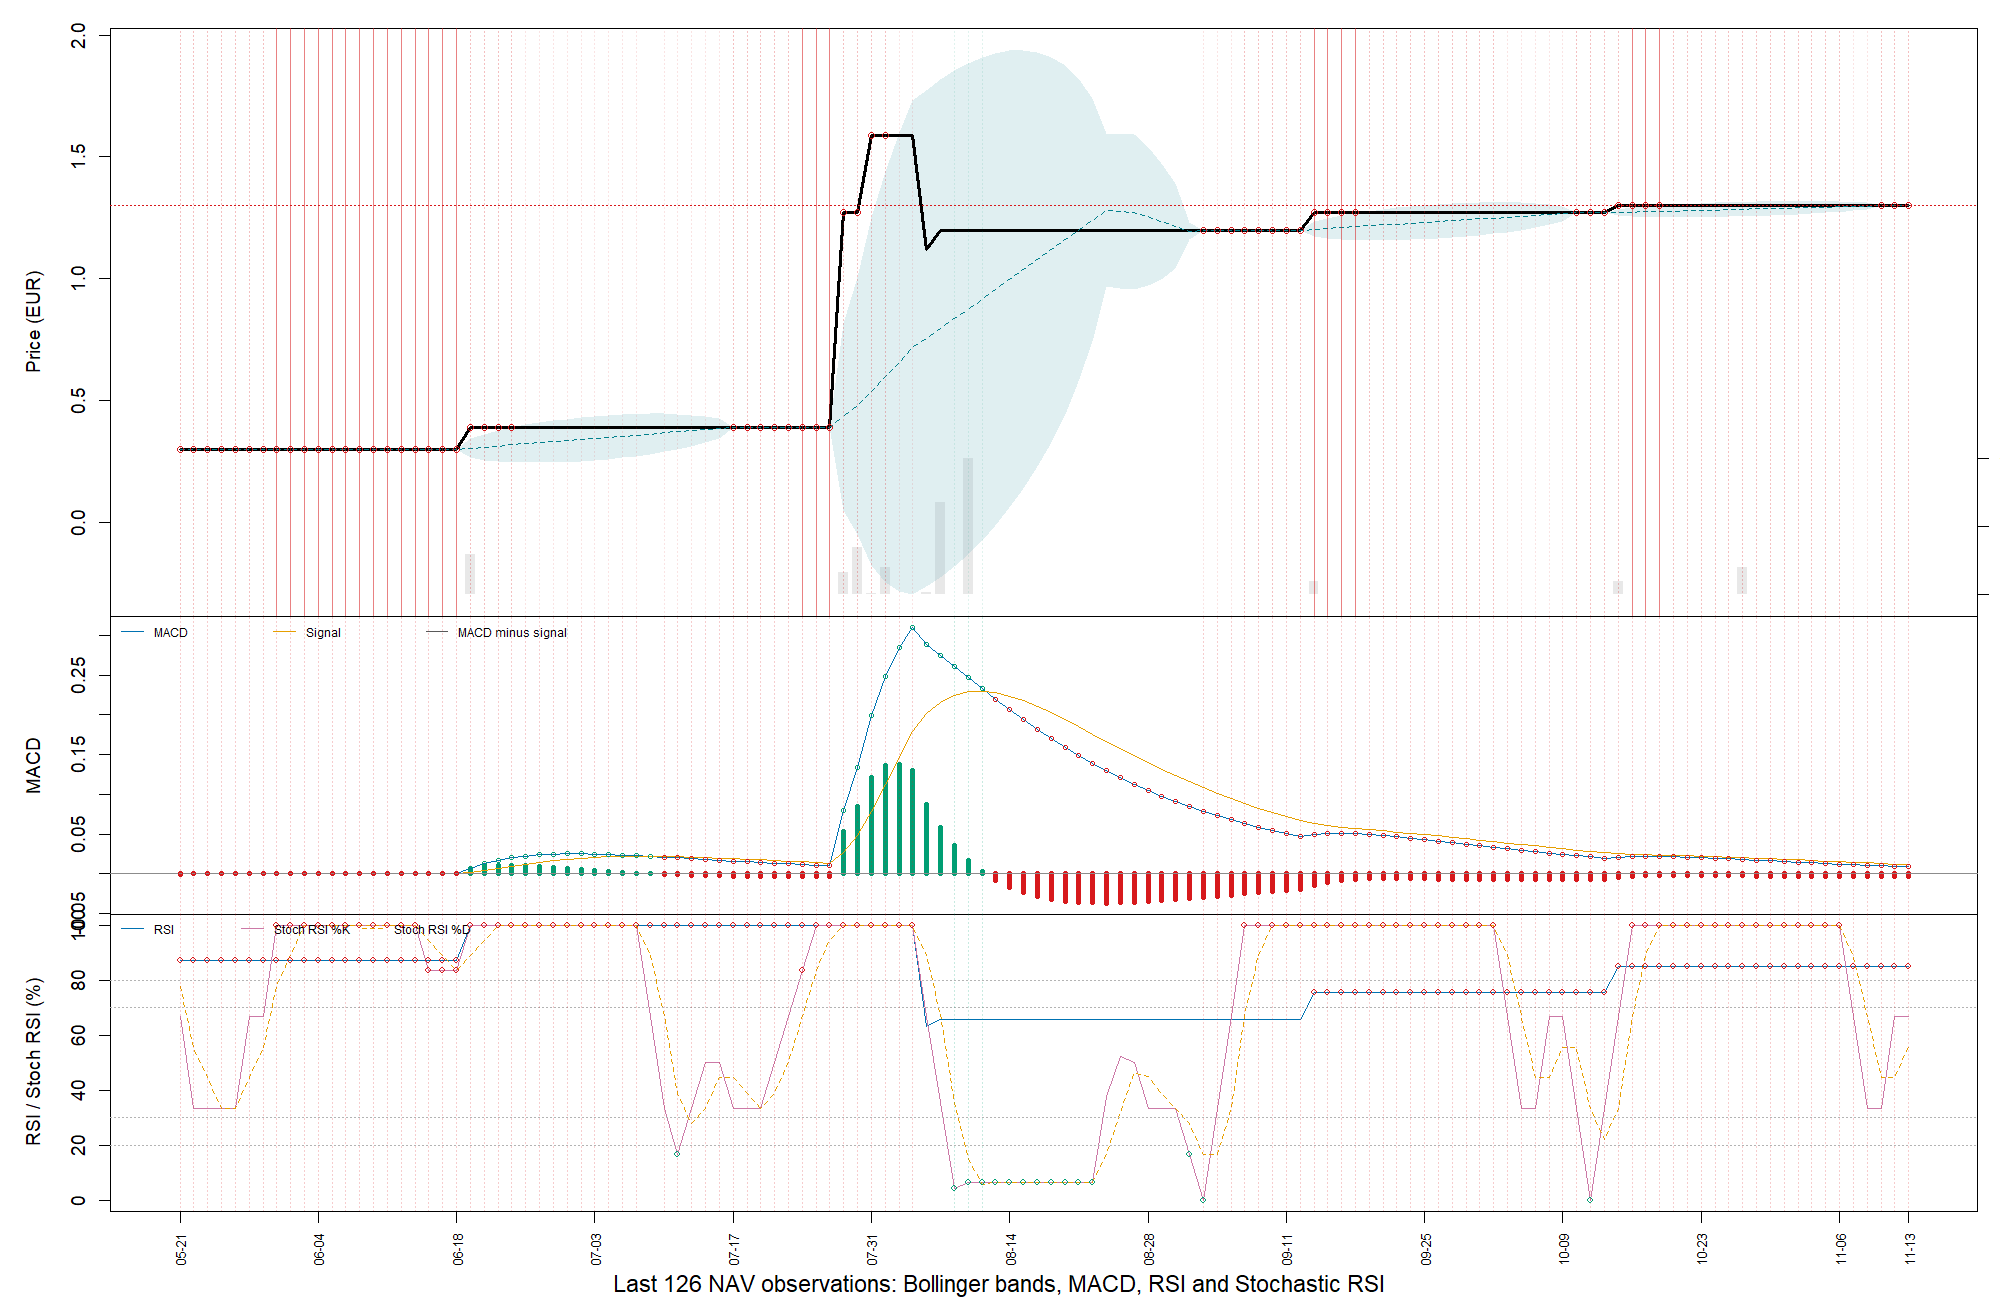 2.0
1.5
1.0
0.5
0.0
Price (EUR)
MACD Signal MACD minus signal
0.25
0.15
0.05
MACD
RSI Stoch RSI %K Stoch RSI %D
100
80
60
40
20
0
RSI / Stoch RSI (%)
05-21 06-04 06-18 07-03 07-17 07-31 08-14 08-28 09-11 09-25 10-09 10-23 11-06 11-13
Last 126 NAV observations: Bollinger bands, MACD, RSI and Stochastic RSI